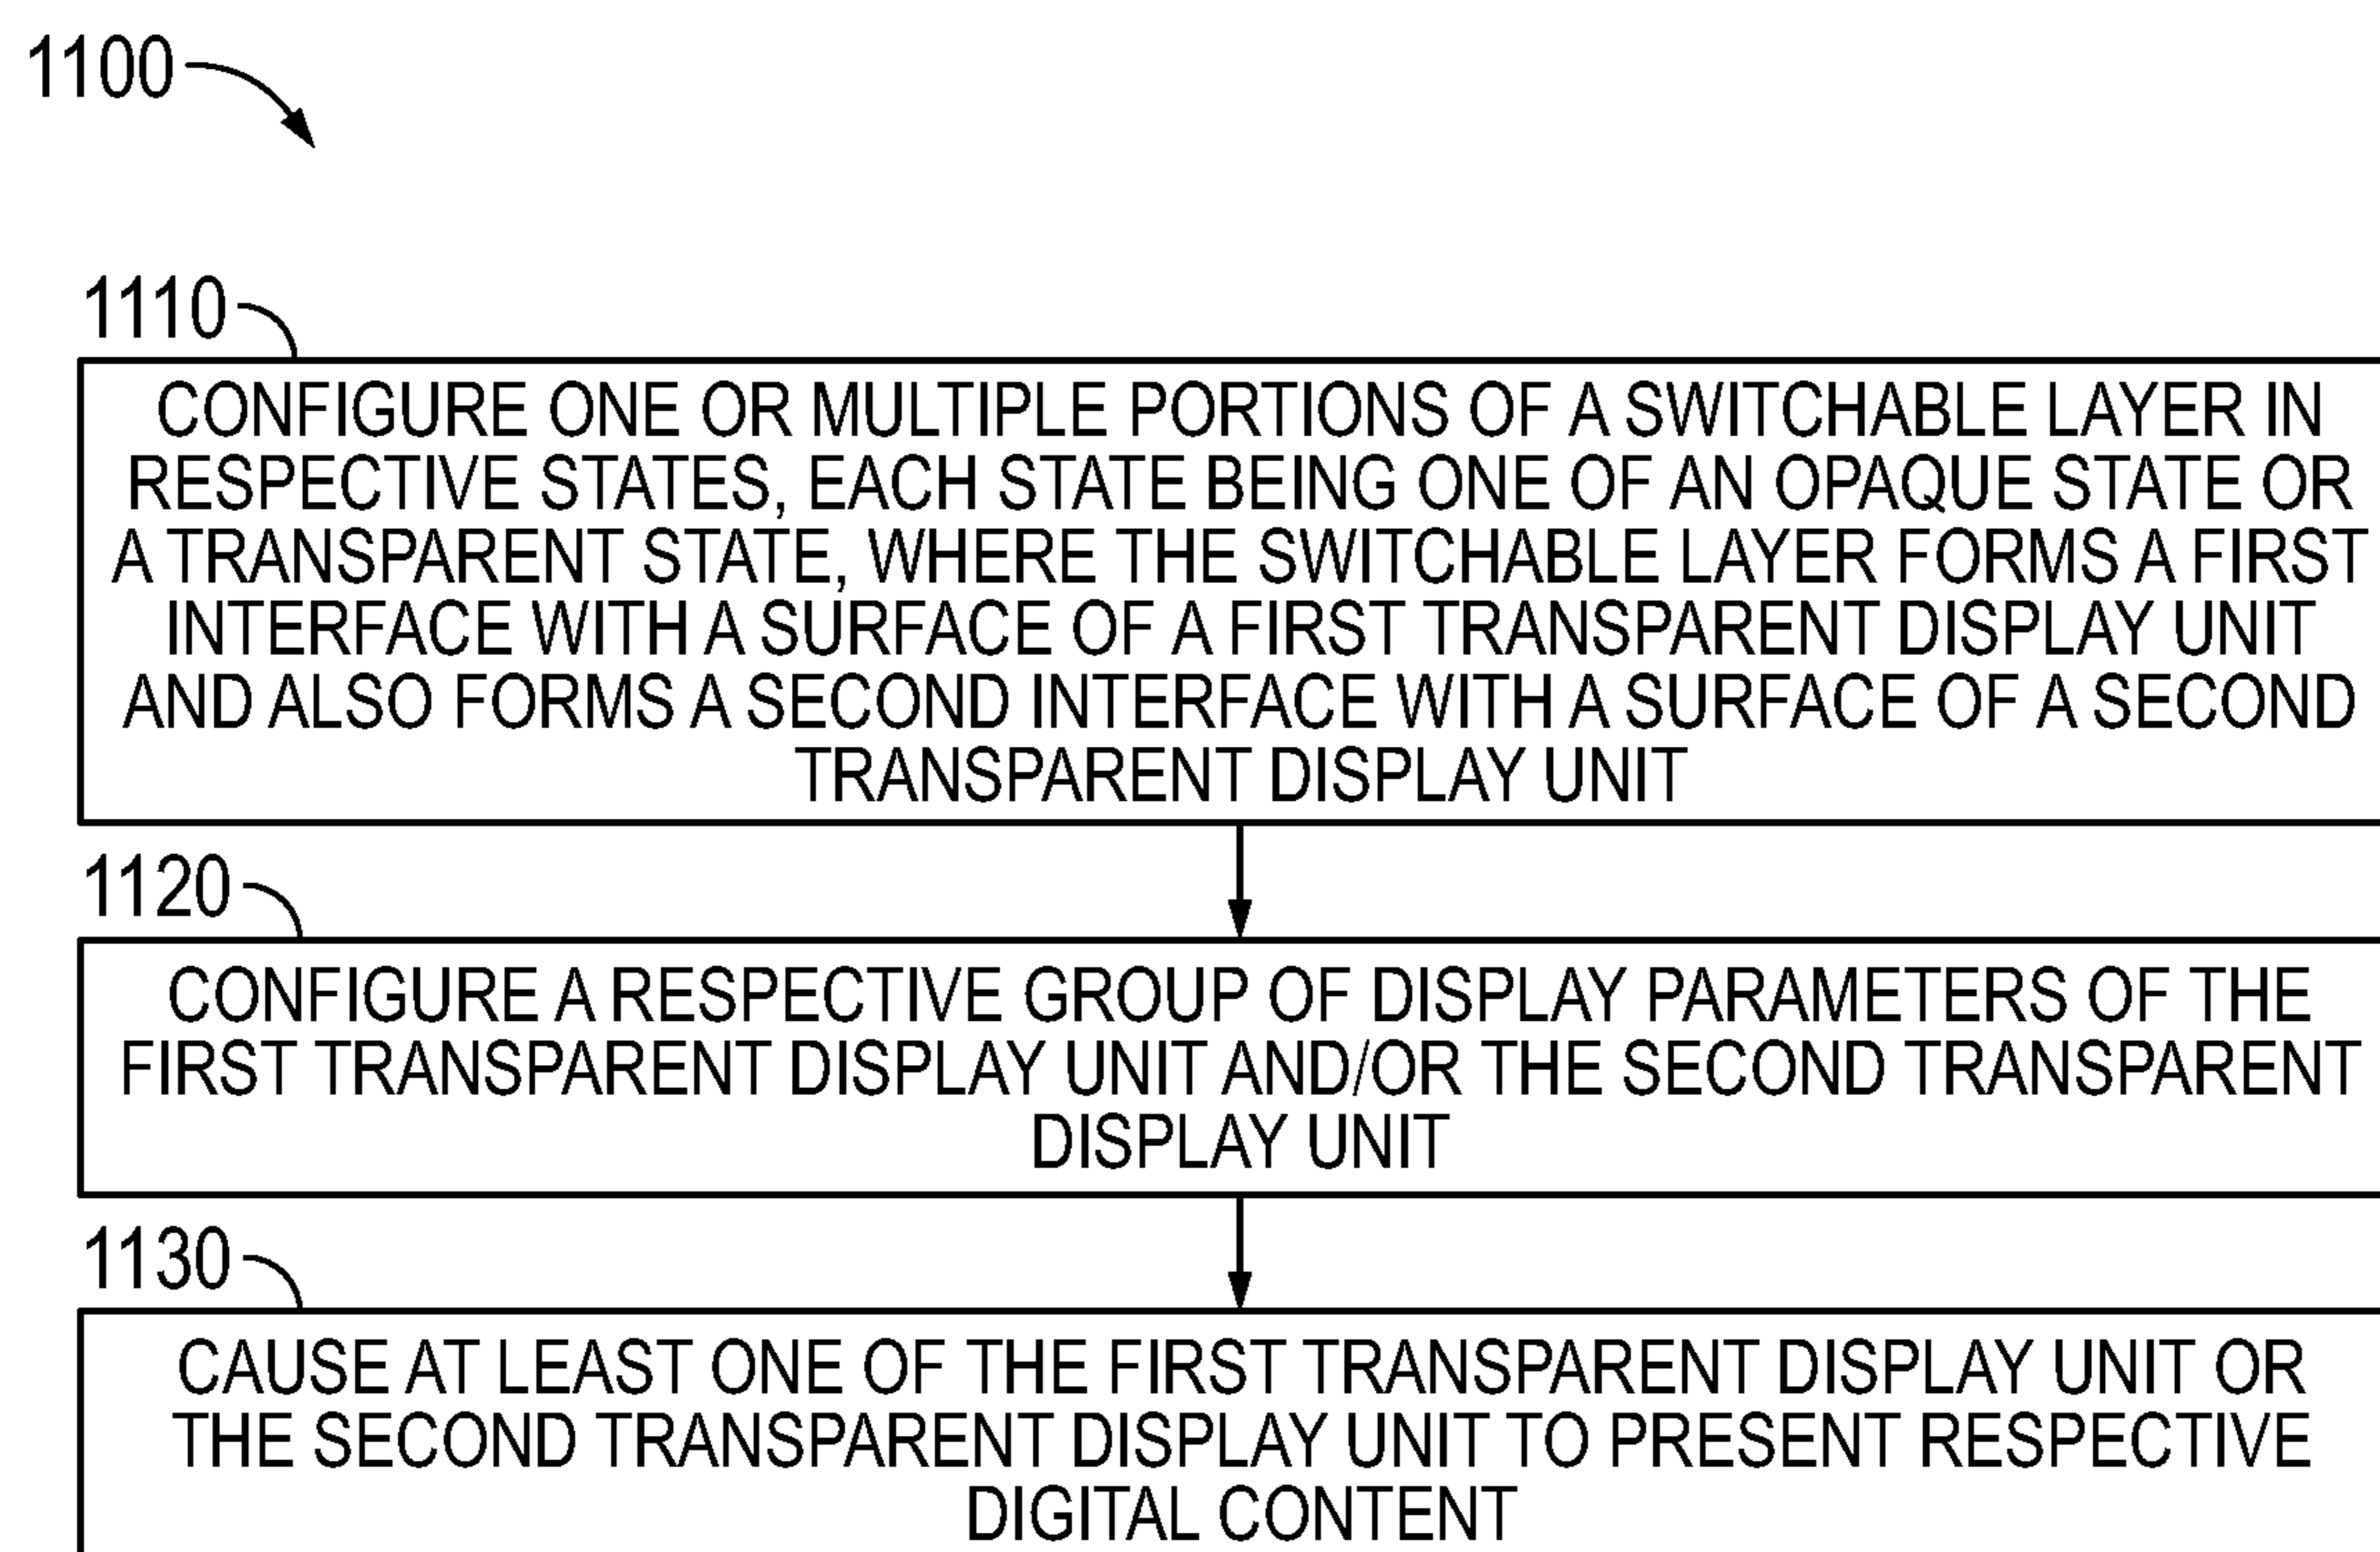 1100
1110
CONFIGURE ONE OR MULTIPLE PORTIONS OF A SWITCHABLE LAYER IN
RESPECTIVE STATES, EACH STATE BEING ONE OF AN OPAQUE STATE OR
A TRANSPARENT STATE, WHERE THE SWITCHABLE LAYER FORMS A FIRST
INTERFACE WITH A SURFACE OF A FIRST TRANSPARENT DISPLAY UNIT
AND ALSO FORMS A SECOND INTERFACE WITH A SURFACE OF A SECOND
TRANSPARENT DISPLAY UNIT
1120
CONFIGURE A RESPECTIVE GROUP OF DISPLAY PARAMETERS OF THE
FIRST TRANSPARENT DISPLAY UNIT AND/OR THE SECOND TRANSPARENT
DISPLAY UNIT
1130
CAUSE AT LEAST ONE OF THE FIRST TRANSPARENT DISPLAY UNIT OR
THE SECOND TRANSPARENT DISPLAY UNIT TO PRESENT RESPECTIVE
DIGITAL CONTENT